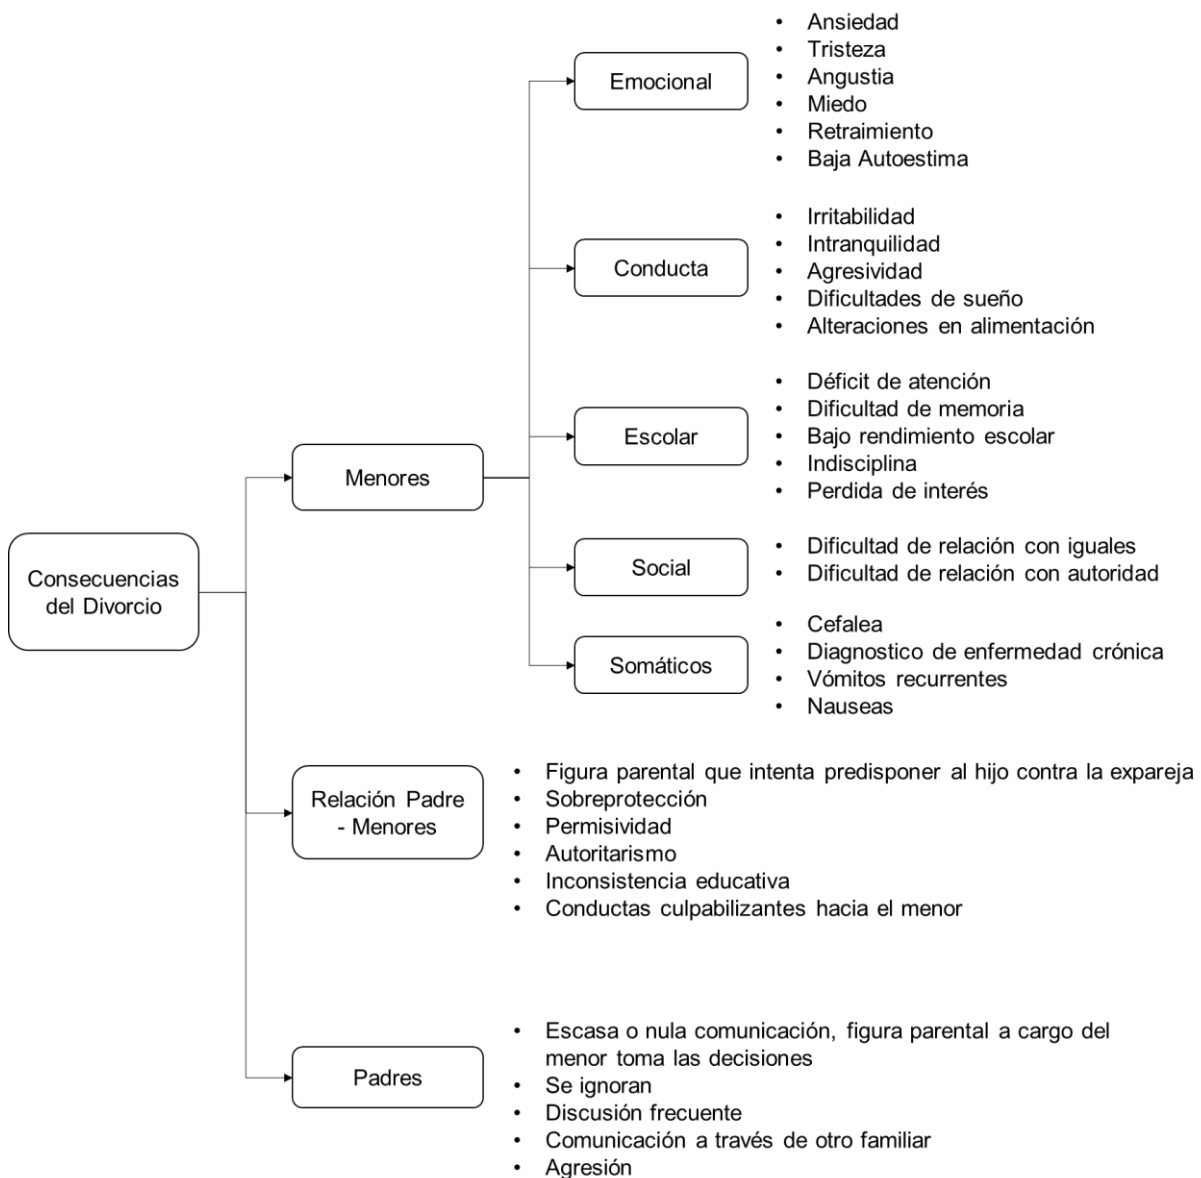 Consecuencias
del Divorcio
Menores
Emocional
• Ansiedad
• Tristeza
• Angustia
• Miedo
• Retraimiento
• Baja Autoestima
Conducta
• Irritabilidad
• Intranquilidad
• Agresividad
• Dificultades de sueño
• Alteraciones en alimentación
Escolar
• Déficit de atención
• Dificultad de memoria
• Bajo rendimiento escolar
• Indisciplina
• Perdida de interés
Social
• Dificultad de relación con iguales
• Dificultad de relación con autoridad
Somáticos
• Cefalea
• Diagnostico de enfermedad crónica
• Vómitos recurrentes
• Nauseas
Relación Padre
- Menores
• Figura parental que intenta predisponer al hijo contra la expareja
• Sobreprotección
• Permisividad
• Autoritarismo
• Inconsistencia educativa
• Conductas culpabilizantes hacia el menor
Padres
• Escasa o nula comunicación, figura parental a cargo del
menor toma las decisiones
• Se ignoran
• Discusión frecuente
• Comunicación a través de otro familiar
• Agresión